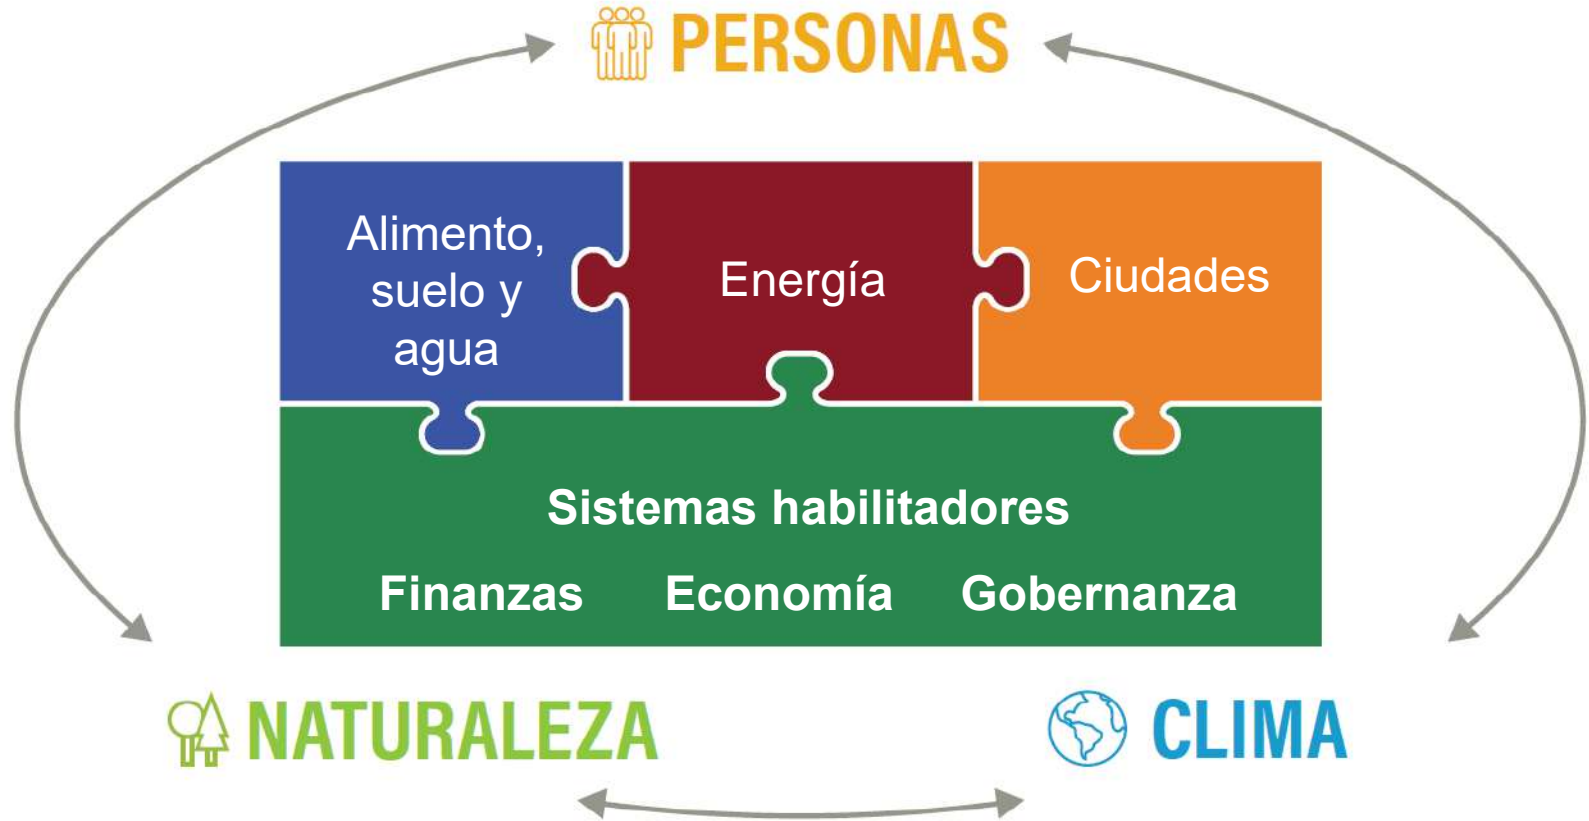 PERSONAS
Alimento,
suelo y
agua
Energía
Ciudades
Sistemas habilitadores
Finanzas Economía Gobernanza
NATURALEZA
CLIMA